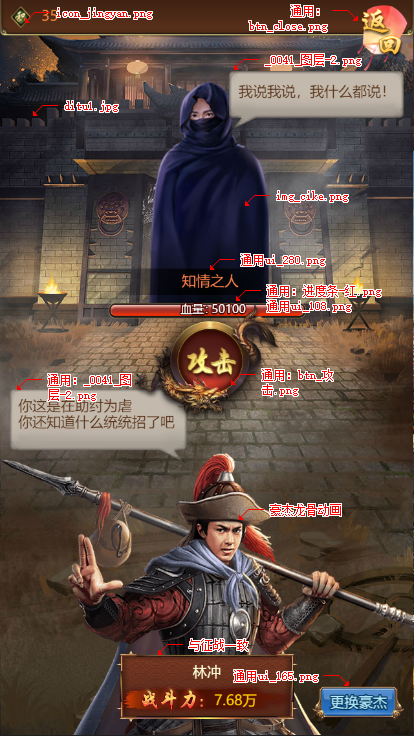 35
icon_jingyan.png
通用:
btn_close.png
返回
_0041_图层-2.png
我说我说，我什么都说！
ditu1.jpg
img_cike.png
通用ui_280.png
知情之人
通用: 进度条-红.png
血量: 50100
通用ui_108.png
攻击
通用: btn_攻
击.png
通用: _0041_图
层-2.png
你这是在助纣为虐
你还知道什么统统招了吧
豪杰龙骨动画
与征战一致
林冲
通用ui_165.png
战斗力: 7.68万
更换豪杰